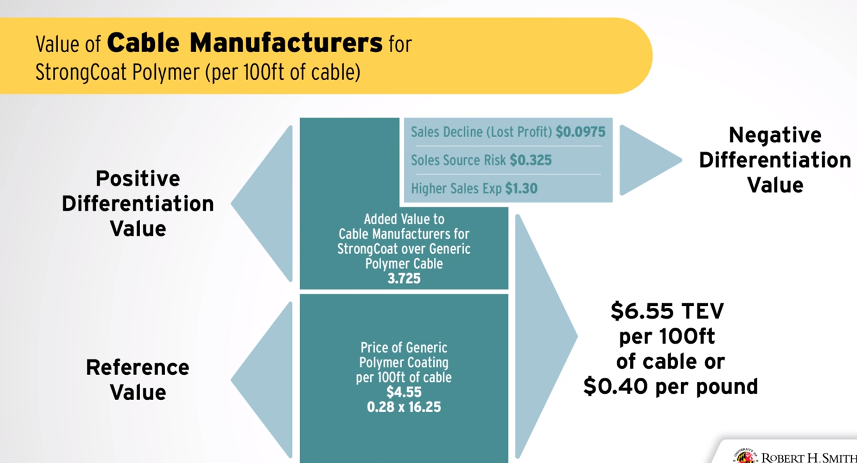 Value of Cable Manufacturers for
StrongCoat Polymer (per 100ft of cable)
Positive
Differentiation
Value
Sales Decline (Lost Profit) $0.0975
Soles Source Risk $0.325
Higher Sales Exp $1.30
Negative
Differentiation
Value
Added Value to
Cable Manufacturers for
StrongCoat over Generic
Polymer Cable
3.725
Reference
Value
Price of Generic
Polymer Coating
per 100ft of cable
$4.55
0.28 x 16.25
$6.55 TEV
per 100ft
of cable or
$0.40 per pound
ROBERT H. SMITH